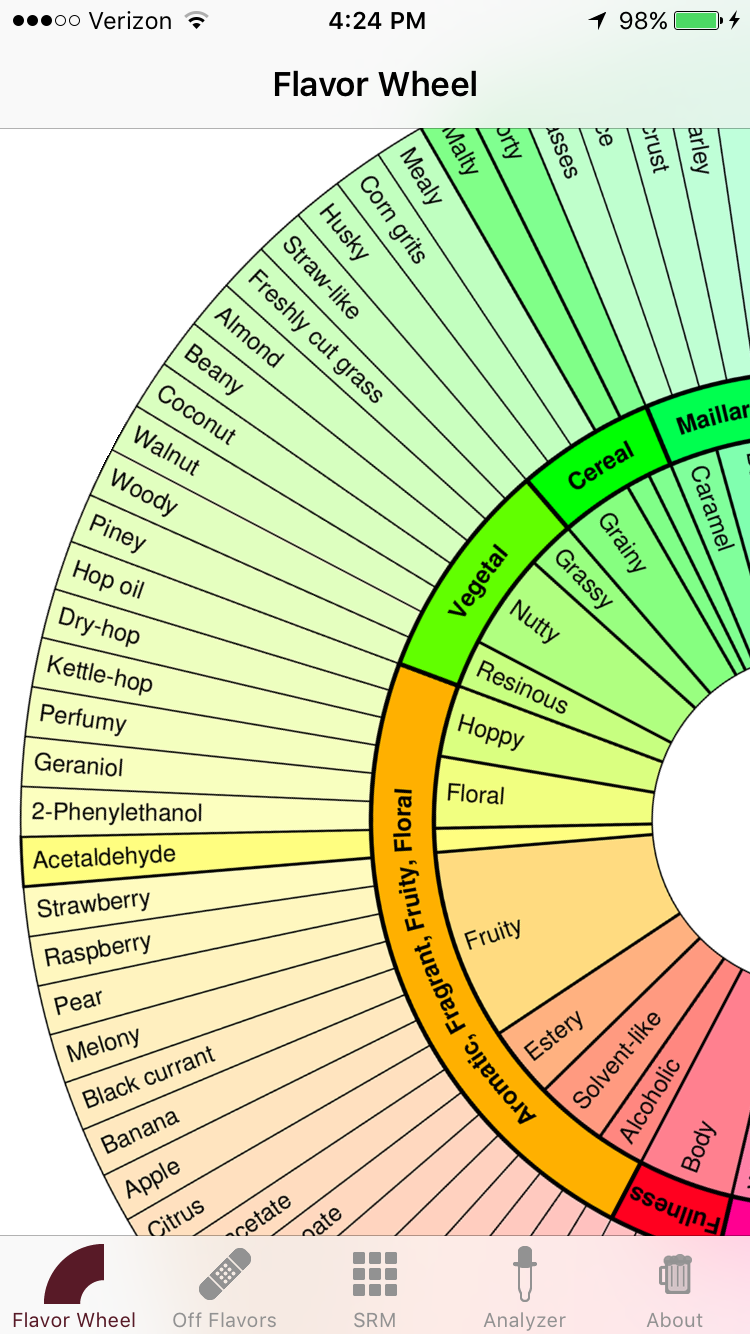 Verizon
4:24 PM
98%
Flavor Wheel
Malty
Mealy
Corn grits
Husky
Straw-like
Freshly cut grass
Almond
Beany
Coconut
Walnut
Woody
Piney
Hop oil
Dry-hop
Kettle-hop
Perfumy
Geraniol
2-Phenylethanol
Acetaldehyde
Strawberry
Raspberry
Pear
Melony
Black currant
Banana
Apple
Citrus
cetate
oate
orty
asses
ce
crust
arley
Maillar
Cereal
Vegetal
Aromatic, Fragrant, Fruity, Floral
Fullness
Caramel
Grainy
Grassy
Nutty
Resinous
Hoppy
Floral
Fruity
Estery
Solvent-like
Alcoholic
Body
Flavor Wheel
Off Flavors
SRM
Analyzer
About